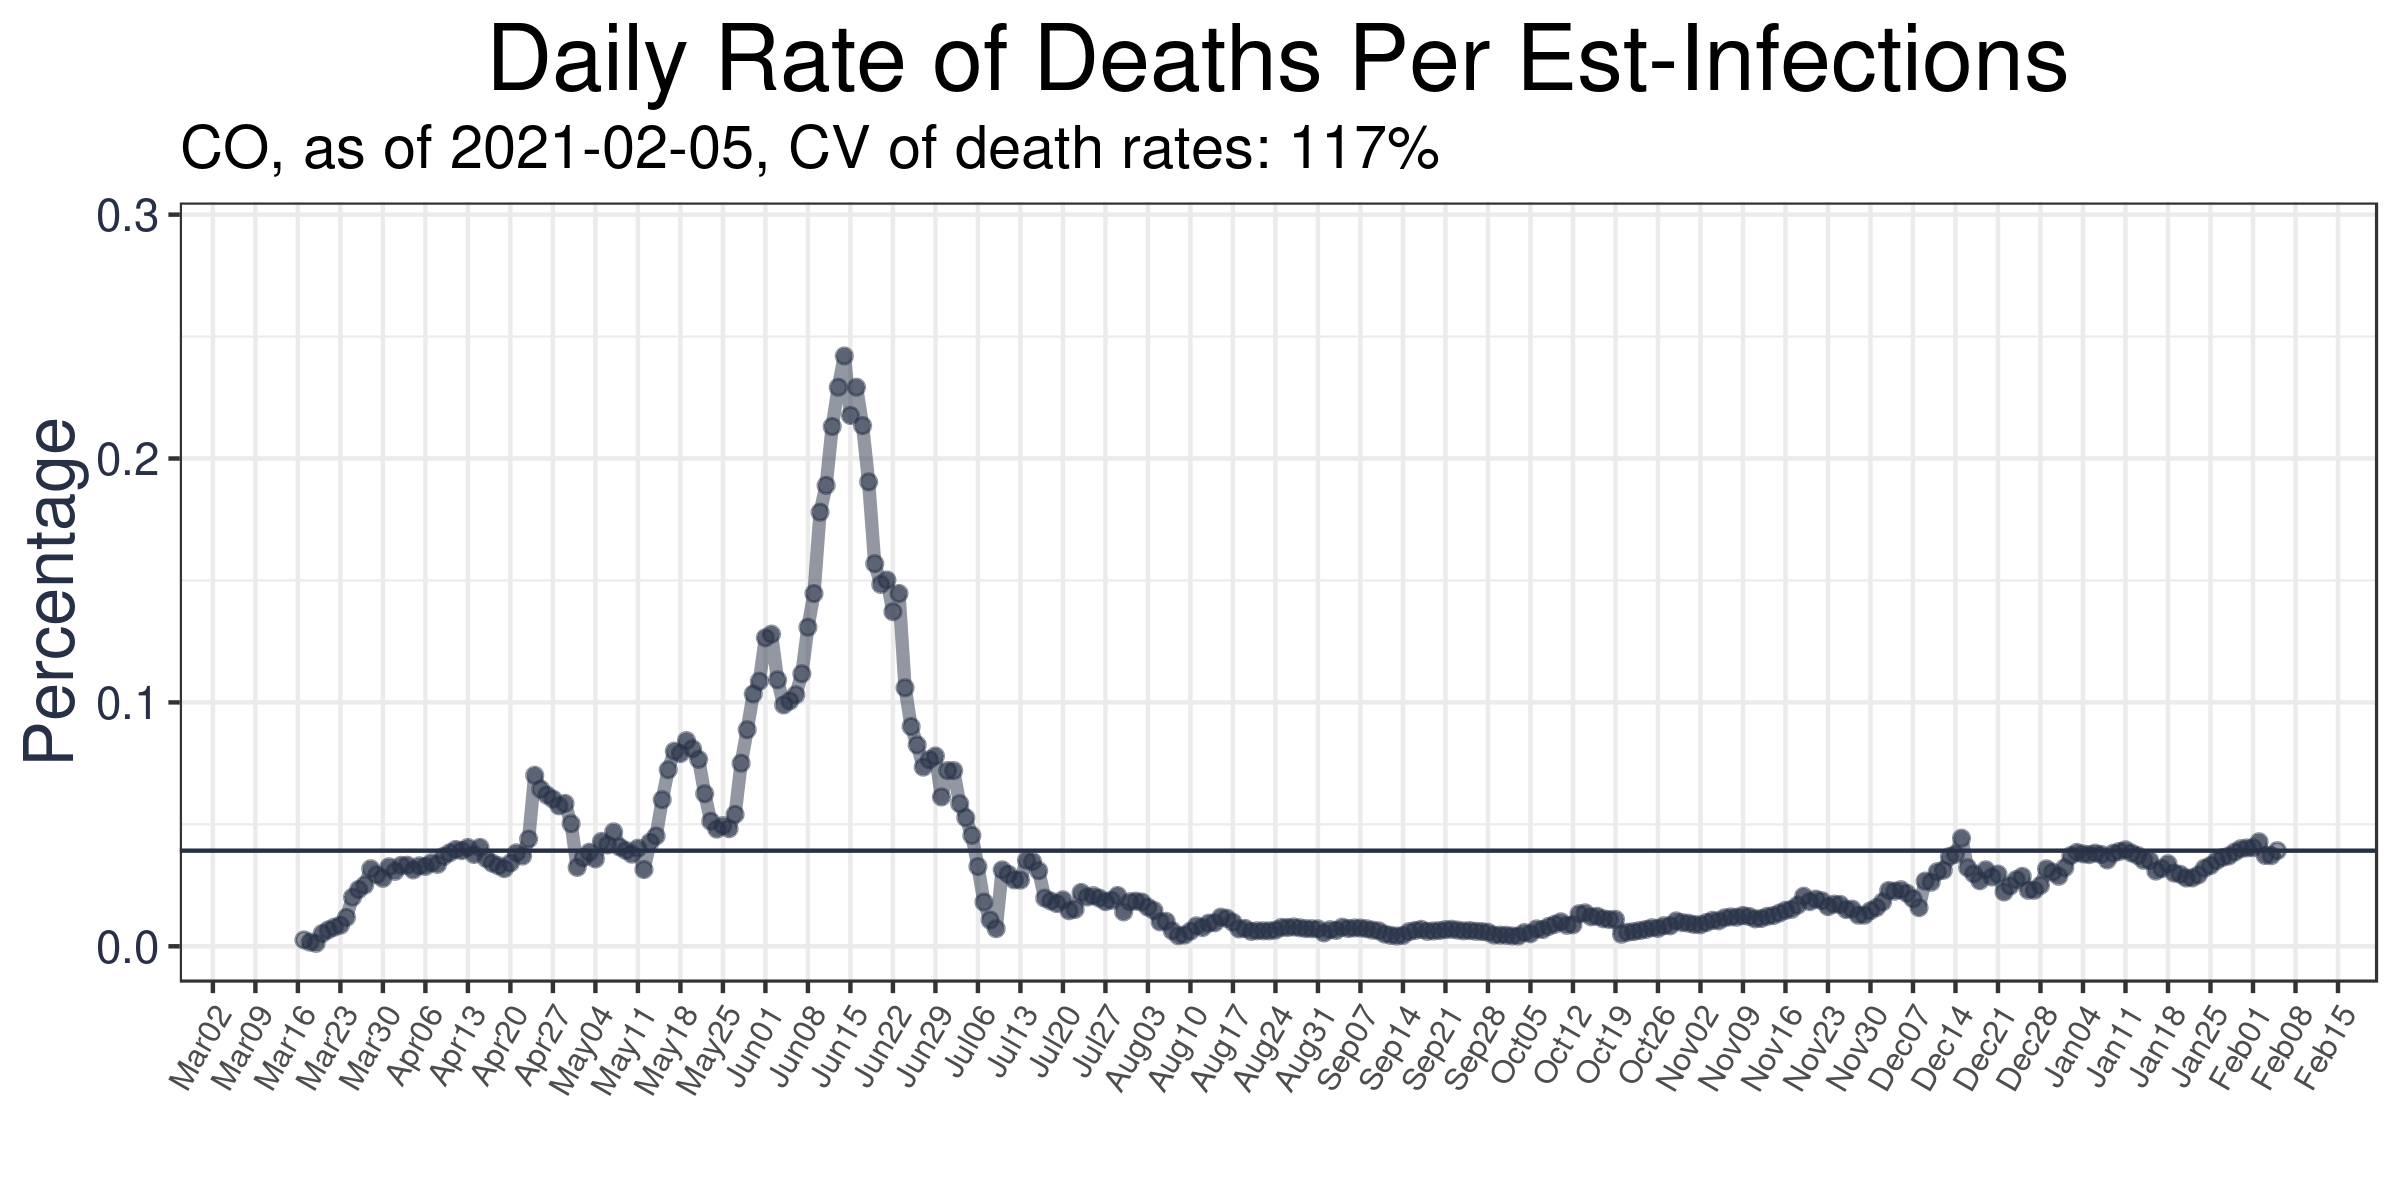 Daily Rate of Deaths Per Est-Infections
CO, as of 2021-02-05, CV of death rates: 117%
Percentage
0.3
0.2
0.1
0.0
Mar02 Mar09 Mar16 Mar23 Mar30 Apr06 Apr13 Apr20 Apr27 May04 May11 May18 May25 Jun01 Jun08 Jun15 Jun22 Jun29 Jul06 Jul13 Jul20 Jul27 Aug03 Aug10 Aug17 Aug24 Aug31 Sep07 Sep14 Sep21 Sep28 Oct05 Oct12 Oct19 Oct26 Nov02 Nov09 Nov16 Nov23 Nov30 Dec07 Dec14 Dec21 Dec28 Jan04 Jan11 Jan18 Jan25 Feb01 Feb08 Feb15